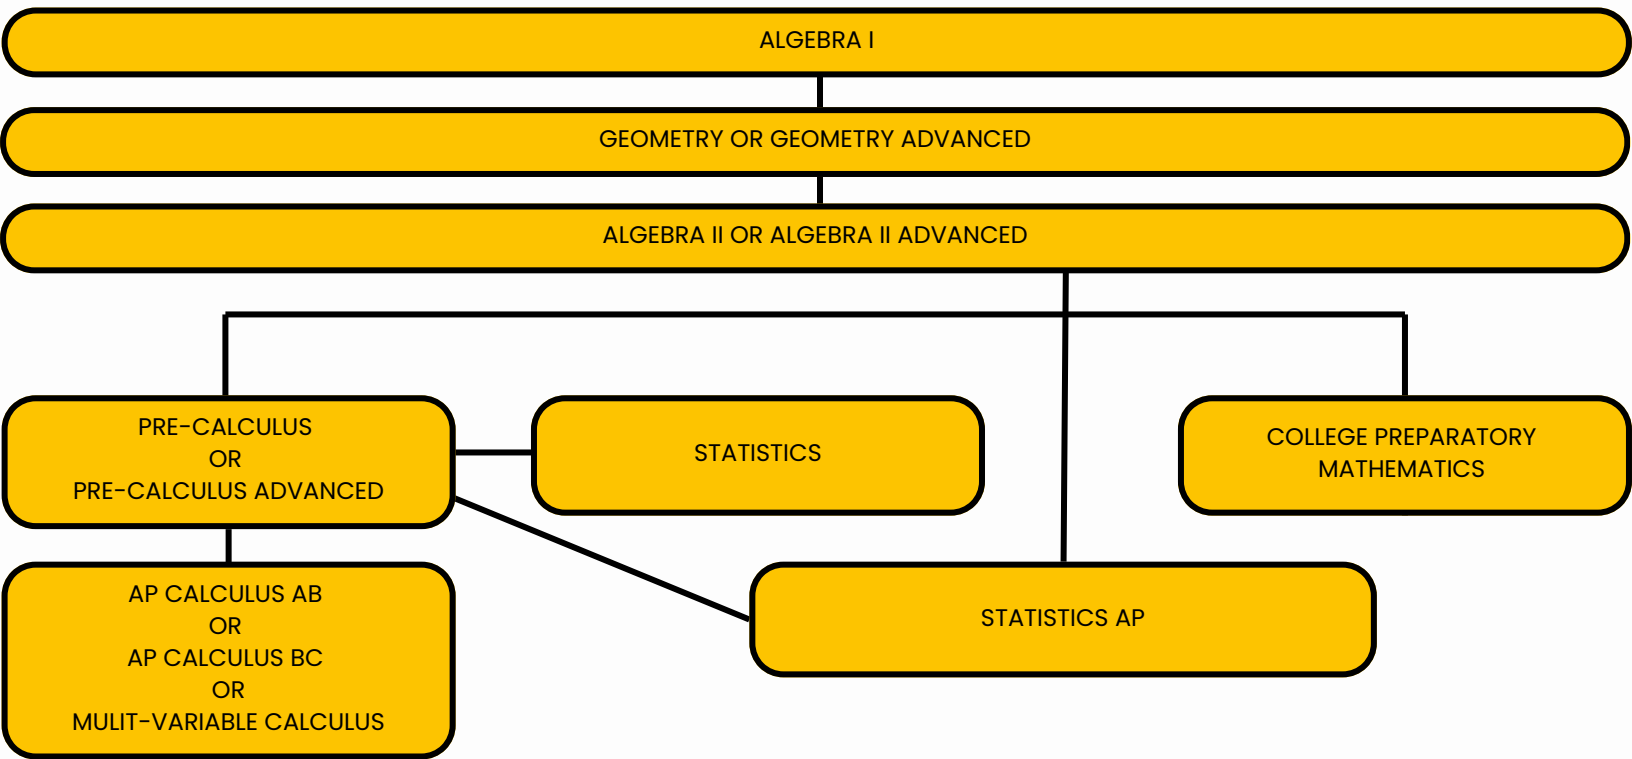 ALGEBRA I
GEOMETRY OR GEOMETRY ADVANCED
ALGEBRA II OR ALGEBRA II ADVANCED
PRE-CALCULUS
OR
PRE-CALCULUS ADVANCED
STATISTICS
COLLEGE PREPARATORY
MATHEMATICS
AP CALCULUS AB
OR
AP CALCULUS BC
OR
MULIT-VARIABLE CALCULUS
STATISTICS AP